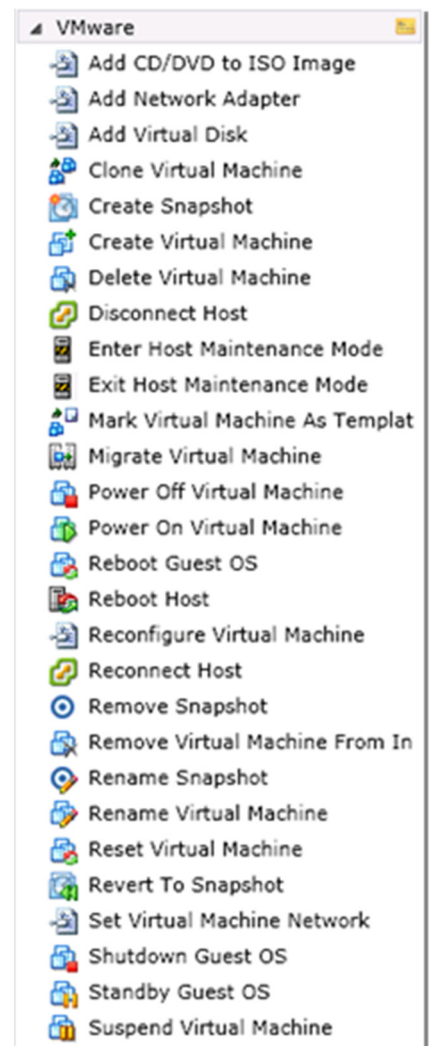 VMware
Add CD/DVD to ISO Image
Add Network Adapter
Add Virtual Disk
Clone Virtual Machine
Create Snapshot
Create Virtual Machine
Delete Virtual Machine
Disconnect Host
Enter Host Maintenance Mode
Exit Host Maintenance Mode
Mark Virtual Machine As Templat
Migrate Virtual Machine
Power Off Virtual Machine
Power On Virtual Machine
Reboot Guest OS
Reboot Host
Reconfigure Virtual Machine
Reconnect Host
Remove Snapshot
Remove Virtual Machine From In
Rename Snapshot
Rename Virtual Machine
Reset Virtual Machine
Revert To Snapshot
Set Virtual Machine Network
Shutdown Guest OS
Standby Guest OS
Suspend Virtual Machine